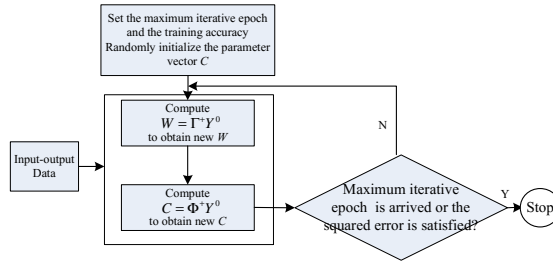 Set the maximum iterative epoch
and the training accuracy
Randomly initialize the parameter
vector C
Compute
W = Γ⁺Y⁰
to obtain new W
N
Input-output
Data
Compute
C = Φ⁺Y⁰
to obtain new C
Maximum iterative
epoch is arrived or the
squared error is satisfied?
Y
Stop